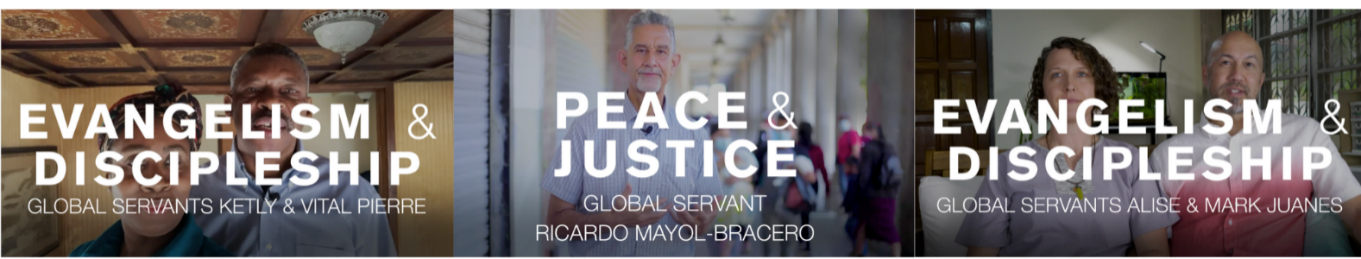 EVANGELISM &
DISCIPLESHIP
GLOBAL SERVANTS KETLY & VITAL PIERRE
PEACE &
JUSTICE
GLOBAL SERVANT
RICARDO MAYOL-BRACERO
EVANGELISM &
DISCIPLESHIP
GLOBAL SERVANTS ALISE & MARK JUANES